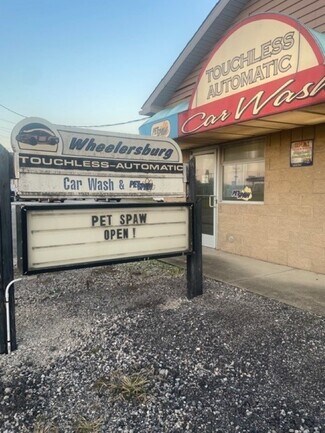 Wheelersburg
TOUCHLESS-AUTOMATIC
Car Wash &
PET SPAW
OPEN !
TOUCHLESS
AUTOMATIC
Car Wash